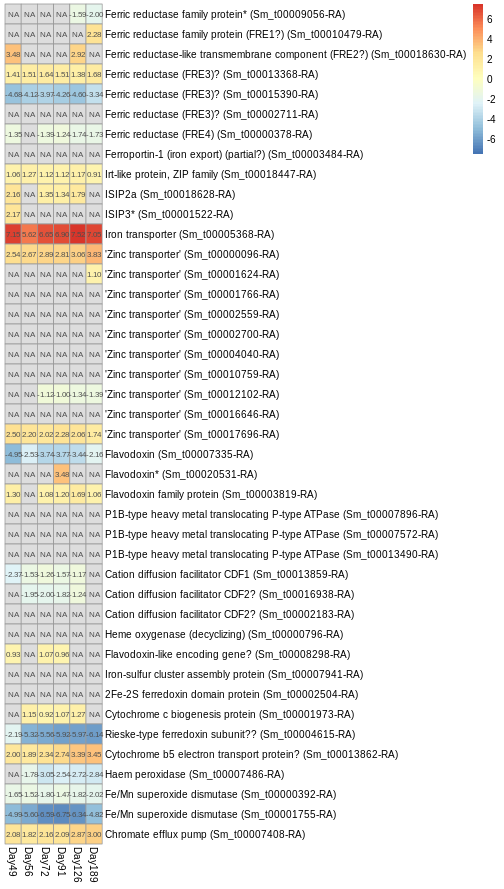 NA NA NA NA -1.59 -2.00 Ferric reductase family protein* (Sm_t00009056-RA)
NA NA NA NA NA 2.28 Ferric reductase family protein (FRE1?) (Sm_t00010479-RA)
3.48 NA NA NA 2.92 NA Ferric reductase-like transmembrane component (FRE2?) (Sm_t00018630-RA)
1.41 1.51 1.64 1.51 1.38 1.68 Ferric reductase (FRE3)? (Sm_t00013368-RA)
-4.68 -4.12 -3.97 -4.26 -4.60 -3.34 Ferric reductase (FRE3)? (Sm_t00015390-RA)
NA NA NA NA NA NA Ferric reductase (FRE3)? (Sm_t00002711-RA)
-1.35 NA -1.39 -1.24 -1.74 -1.73 Ferric reductase (FRE4) (Sm_t00000378-RA)
NA NA NA NA NA NA Ferroportin-1 (iron export) (partial?) (Sm_t00003484-RA)
1.06 1.27 1.12 1.12 1.17 0.91 Irt-like protein, ZIP family (Sm_t00018447-RA)
2.16 NA 1.35 1.34 1.79 NA ISIP2a (Sm_t00018628-RA)
2.17 NA NA NA NA NA ISIP3* (Sm_t00001522-RA)
7.15 5.62 6.65 6.90 7.52 7.05 Iron transporter (Sm_t00005368-RA)
2.54 2.67 2.89 2.81 3.06 3.83 'Zinc transporter' (Sm_t00000096-RA)
NA NA NA NA NA 1.10 'Zinc transporter' (Sm_t00001624-RA)
NA NA NA NA NA NA 'Zinc transporter' (Sm_t00001766-RA)
NA NA NA NA NA NA 'Zinc transporter' (Sm_t00002559-RA)
NA NA NA NA NA NA 'Zinc transporter' (Sm_t00002700-RA)
NA NA NA NA NA NA 'Zinc transporter' (Sm_t00004040-RA)
NA NA NA NA NA NA 'Zinc transporter' (Sm_t00010759-RA)
NA NA -1.12 -1.00 -1.34 -1.39 'Zinc transporter' (Sm_t00012102-RA)
NA NA NA NA NA NA 'Zinc transporter' (Sm_t00016646-RA)
2.50 2.20 2.02 2.28 2.06 1.74 'Zinc transporter' (Sm_t00017696-RA)
-4.95 -2.53 -3.74 -3.77 -3.44 -2.16 Flavodoxin (Sm_t00007335-RA)
NA NA NA 3.48 NA NA Flavodoxin* (Sm_t00020531-RA)
1.30 NA 1.08 1.20 1.69 1.06 Flavodoxin family protein (Sm_t00003819-RA)
NA NA NA NA NA NA P1B-type heavy metal translocating P-type ATPase (Sm_t00007896-RA)
NA NA NA NA NA NA P1B-type heavy metal translocating P-type ATPase (Sm_t00007572-RA)
NA NA NA NA NA NA P1B-type heavy metal translocating P-type ATPase (Sm_t00013490-RA)
-2.37 -1.53 -1.26 -1.57 -1.17 NA Cation diffusion facilitator CDF1 (Sm_t00013859-RA)
NA -1.95 -2.00 -1.82 -1.24 NA Cation diffusion facilitator CDF2? (Sm_t00016938-RA)
NA NA NA NA NA NA Cation diffusion facilitator CDF2? (Sm_t00002183-RA)
NA NA NA NA NA NA Heme oxygenase (decyclizing) (Sm_t00000796-RA)
0.93 NA 1.07 0.96 NA NA Flavodoxin-like encoding gene? (Sm_t00008298-RA)
NA NA NA NA NA NA Iron-sulfur cluster assembly protein (Sm_t00007941-RA)
NA NA NA NA NA NA 2Fe-2S ferredoxin domain protein (Sm_t00002504-RA)
NA 1.15 0.92 1.07 1.27 NA Cytochrome c biogenesis protein (Sm_t00001973-RA)
-2.19 -5.32 -5.56 -5.93 -5.97 -6.14 Rieske-type ferredoxin subunit?? (Sm_t00004615-RA)
2.00 1.89 2.34 2.74 3.39 3.45 Cytochrome b5 electron transport protein? (Sm_t00013862-RA)
NA -1.78 -3.05 -2.54 -2.72 -2.84 Haem peroxidase (Sm_t00007486-RA)
-1.65 -1.52 -1.80 -1.47 -1.82 -2.02 Fe/Mn superoxide dismutase (Sm_t00000392-RA)
-4.99 -5.60 -6.59 -6.75 -6.34 -4.82 Fe/Mn superoxide dismutase (Sm_t00001755-RA)
2.08 1.82 2.16 2.09 2.87 3.00 Chromate efflux pump (Sm_t00007408-RA)
Day49 Day56 Day72 Day91 Day126 Day189
6
4
2
0
-2
-4
-6